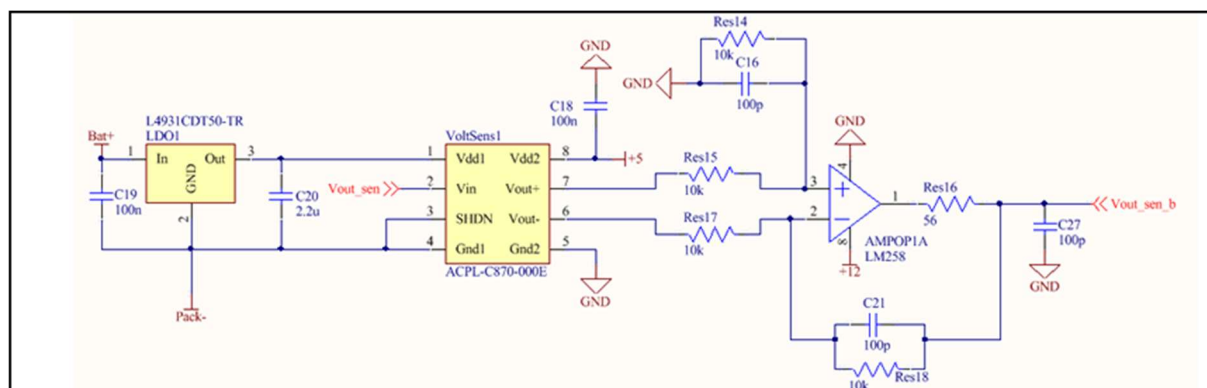 Res14
10k
C16
100p
GND
GND
C18
100n
L4931CDT50-TR
LDO1
Bat+
1 In Out 3
GND
2
C19
100n
C20
2.2u
Pack-
Vout_sen
VoltSens1
1 Vdd1 Vdd2 8
2 Vin Vout+ 7
3 SHDN Vout- 6
4 Gnd1 Gnd2 5
ACPL-C870-000E
+5
GND
Res15
10k
Res17
10k
GND
4
3 +
2 −
1
8
+12
AMPOP1A
LM258
Res16
56
Vout_sen_b
C27
100p
GND
C21
100p
Res18
10k